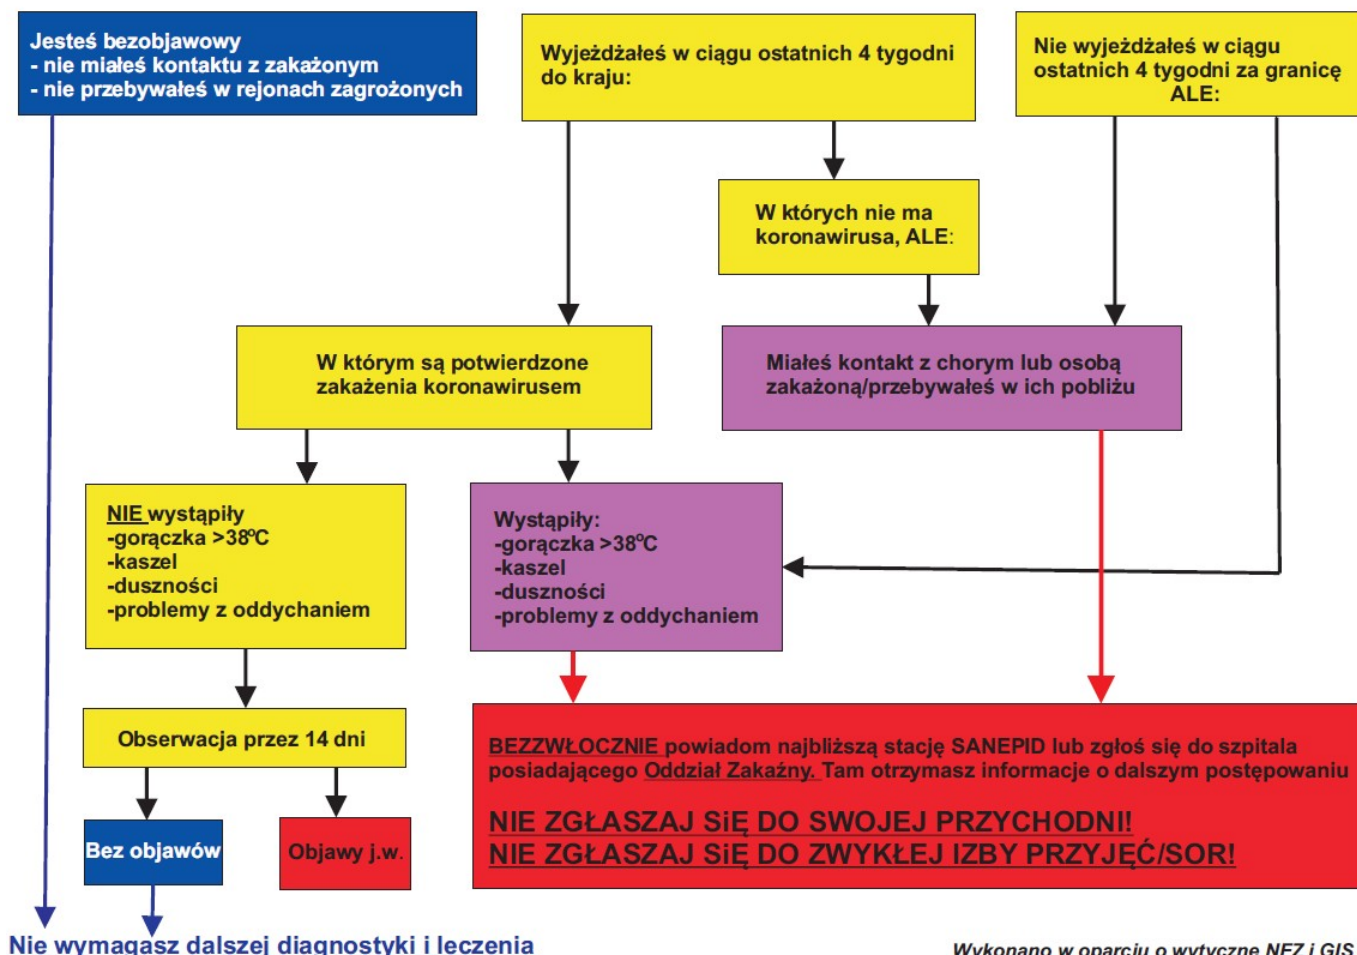 Jesteś bezobjawowy
- nie miałeś kontaktu z zakażonym
- nie przebywałeś w rejonach zagrożonych
Wyjeżdżałeś w ciągu ostatnich 4 tygodni
do kraju:
Nie wyjeżdżałeś w ciągu
ostatnich 4 tygodni za granicę
ALE:
W których nie ma
koronawirusa, ALE:
W którym są potwierdzone
zakażenia koronawirusem
Miałeś kontakt z chorym lub osobą
zakażoną/przebywałeś w ich pobliżu
NIE wystąpiły
-gorączka >38ºC
-kaszel
-duszności
-problemy z oddychaniem
Wystąpiły:
-gorączka >38ºC
-kaszel
-duszności
-problemy z oddychaniem
Obserwacja przez 14 dni
BEZZWŁOCZNIE powiadom najbliższą stację SANEPID lub zgłoś się do szpitala
posiadającego Oddział Zakaźny. Tam otrzymasz informacje o dalszym postępowaniu
NIE ZGŁASZAJ SiĘ DO SWOJEJ PRZYCHODNI!
NIE ZGŁASZAJ SiĘ DO ZWYKŁEJ IZBY PRZYJĘĆ/SOR!
Bez objawów
Objawy j.w.
Nie wymagasz dalszej diagnostyki i leczenia
Wykonano w oparciu o wytyczne NFZ i GIS